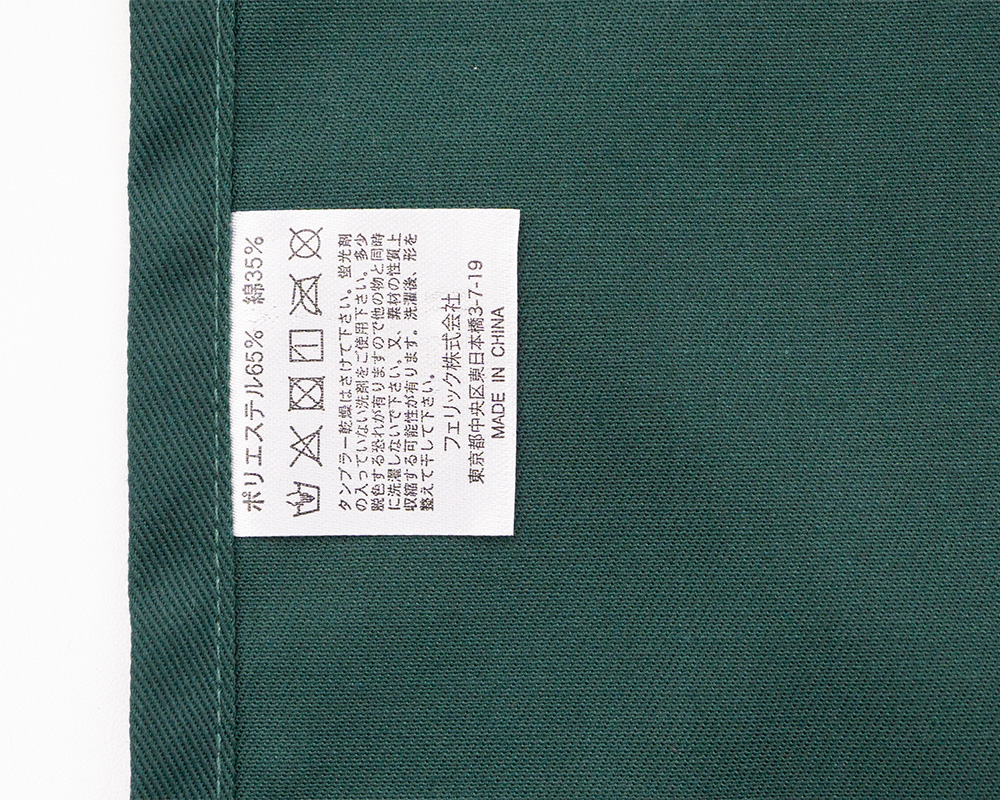 ポリエステル65% 綿35%
タンブラー乾燥はさけて下さい。蛍光剤
の入っていない洗剤をご使用下さい。多少
脱色する恐れが有りますので他の物と同時
に洗濯しないで下さい。又、素材の性質上
収縮する可能性が有ります。洗濯後、形を
整えて干して下さい。
フェリック株式会社
東京都中央区東日本橋3-7-19
MADE IN CHINA